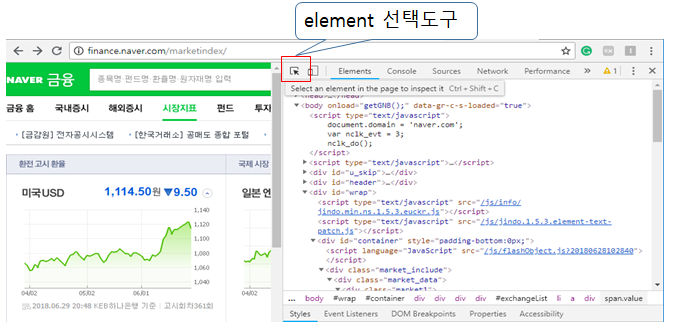 element 선택도구
finance.naver.com/marketindex/
NAVER 금융
종목명·펀드명·환율명·원자재명 입력
금융 홈 국내증시 해외증시 시장지표 펀드 투자
[금감원] 전자공시시스템 [한국거래소] 공매도 종합 포털
환전 고시 환율 국제 시장
미국 USD 1,114.50원 ▼9.50 일본 엔
1,140
1,120
1,100
1,080
1,060
1,040
04/02 05/02 06/01 04/02
2018.06.29 20:48 KEB하나은행 기준 고시회차361회
Elements Console Sources Network Performance » 1
Select an element in the page to inspect it Ctrl + Shift + C
▼<body onload="getGNB();" data-gr-c-s-loaded="true">
▼<script type="text/javascript">
document.domain = 'naver.com';
var nclk_evt = 3;
nclk_do();
</script>
▶<script type="text/javascript">…</script>
▶<div id="u_skip">…</div>
▶<div id="header">…</div>
▼<div id="wrap">
<script type="text/javascript" src="/js/info/
jindo.min.ns.1.5.3.euckr.js"></script>
<script type="text/javascript" src="/js/jindo.1.5.3.element-text-
patch.js"></script>
▼<div id="container" style="padding-bottom:0px;">
<script language="JavaScript" src="/js/flashObject.js?20180628102840">
</script>
▼<div class="market_include">
▼<div class="market_data">
▼<div class="market1">
... body #wrap #container div div div #exchangeList li a div span.value
Styles Event Listeners DOM Breakpoints Properties Accessibility